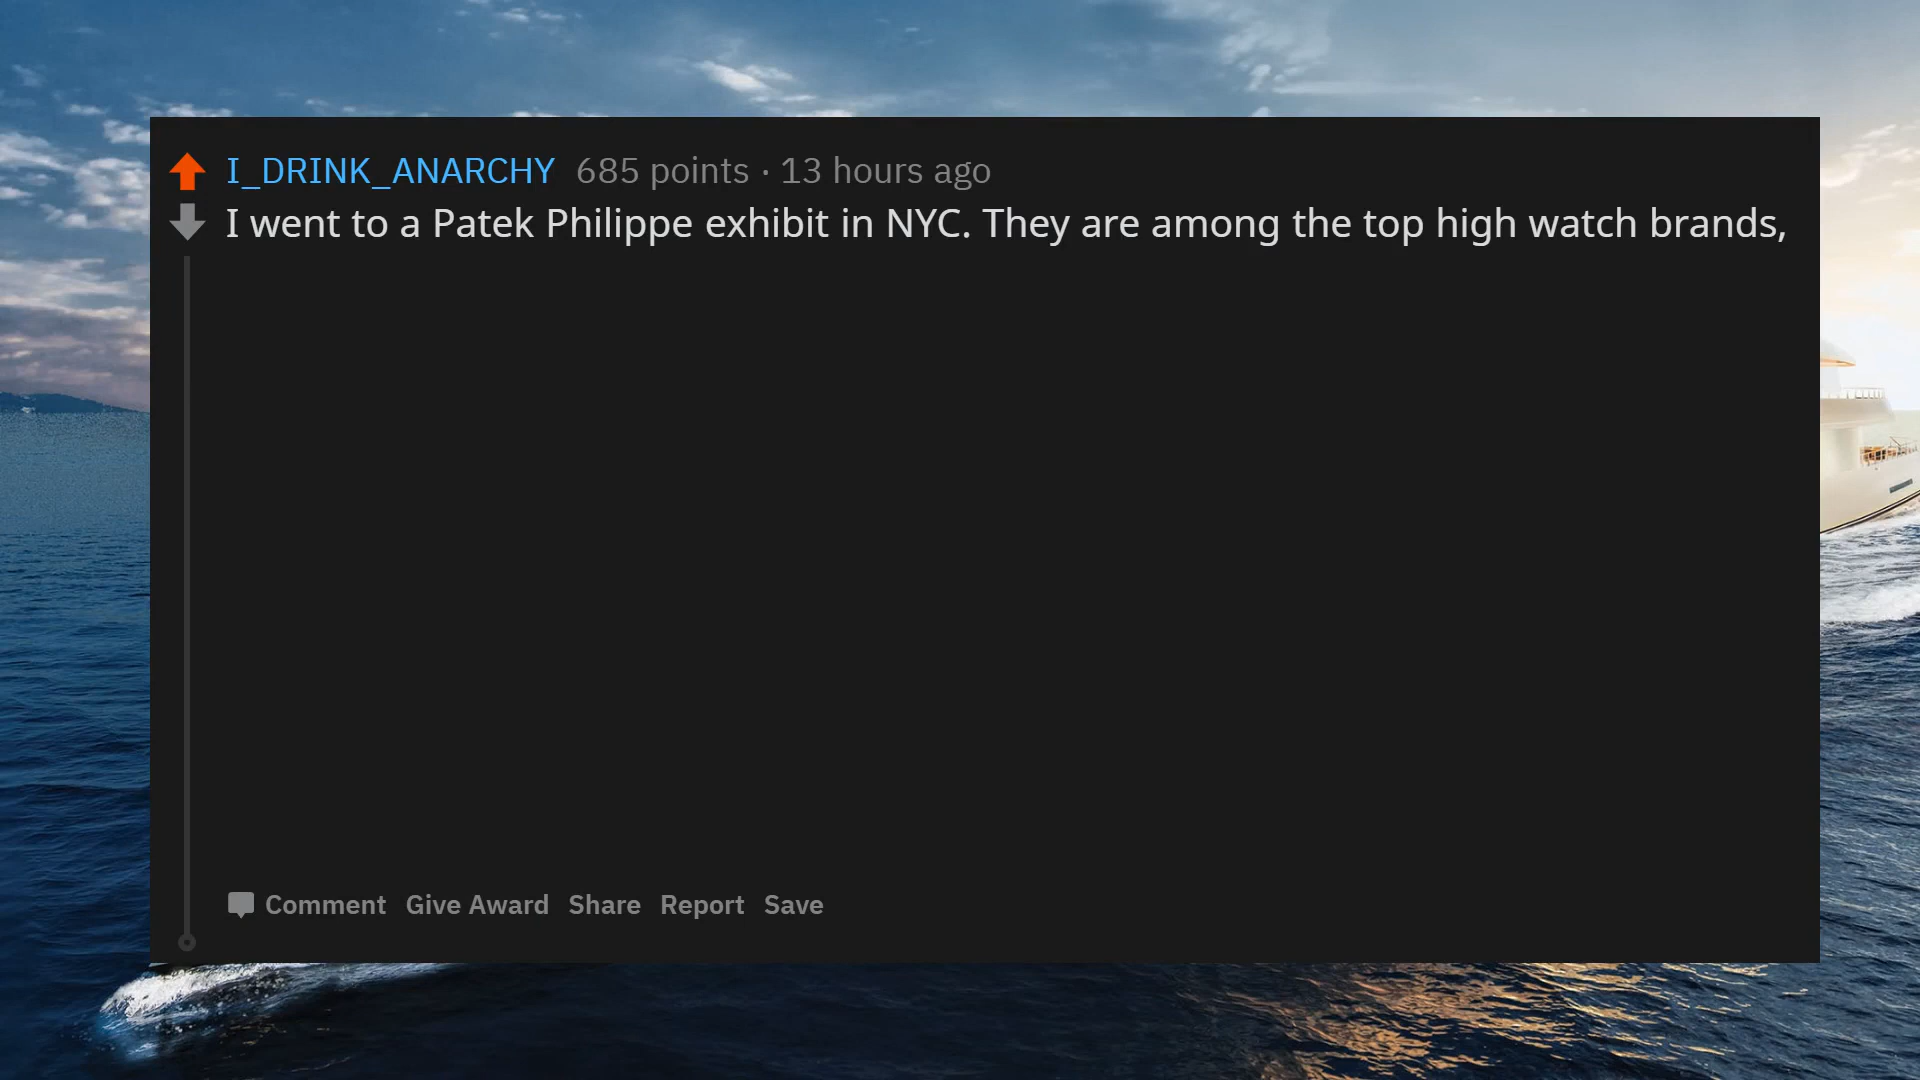 I_DRINK_ANARCHY 685 points · 13 hours ago
I went to a Patek Philippe exhibit in NYC. They are among the top high watch brands,
Comment Give Award Share Report Save